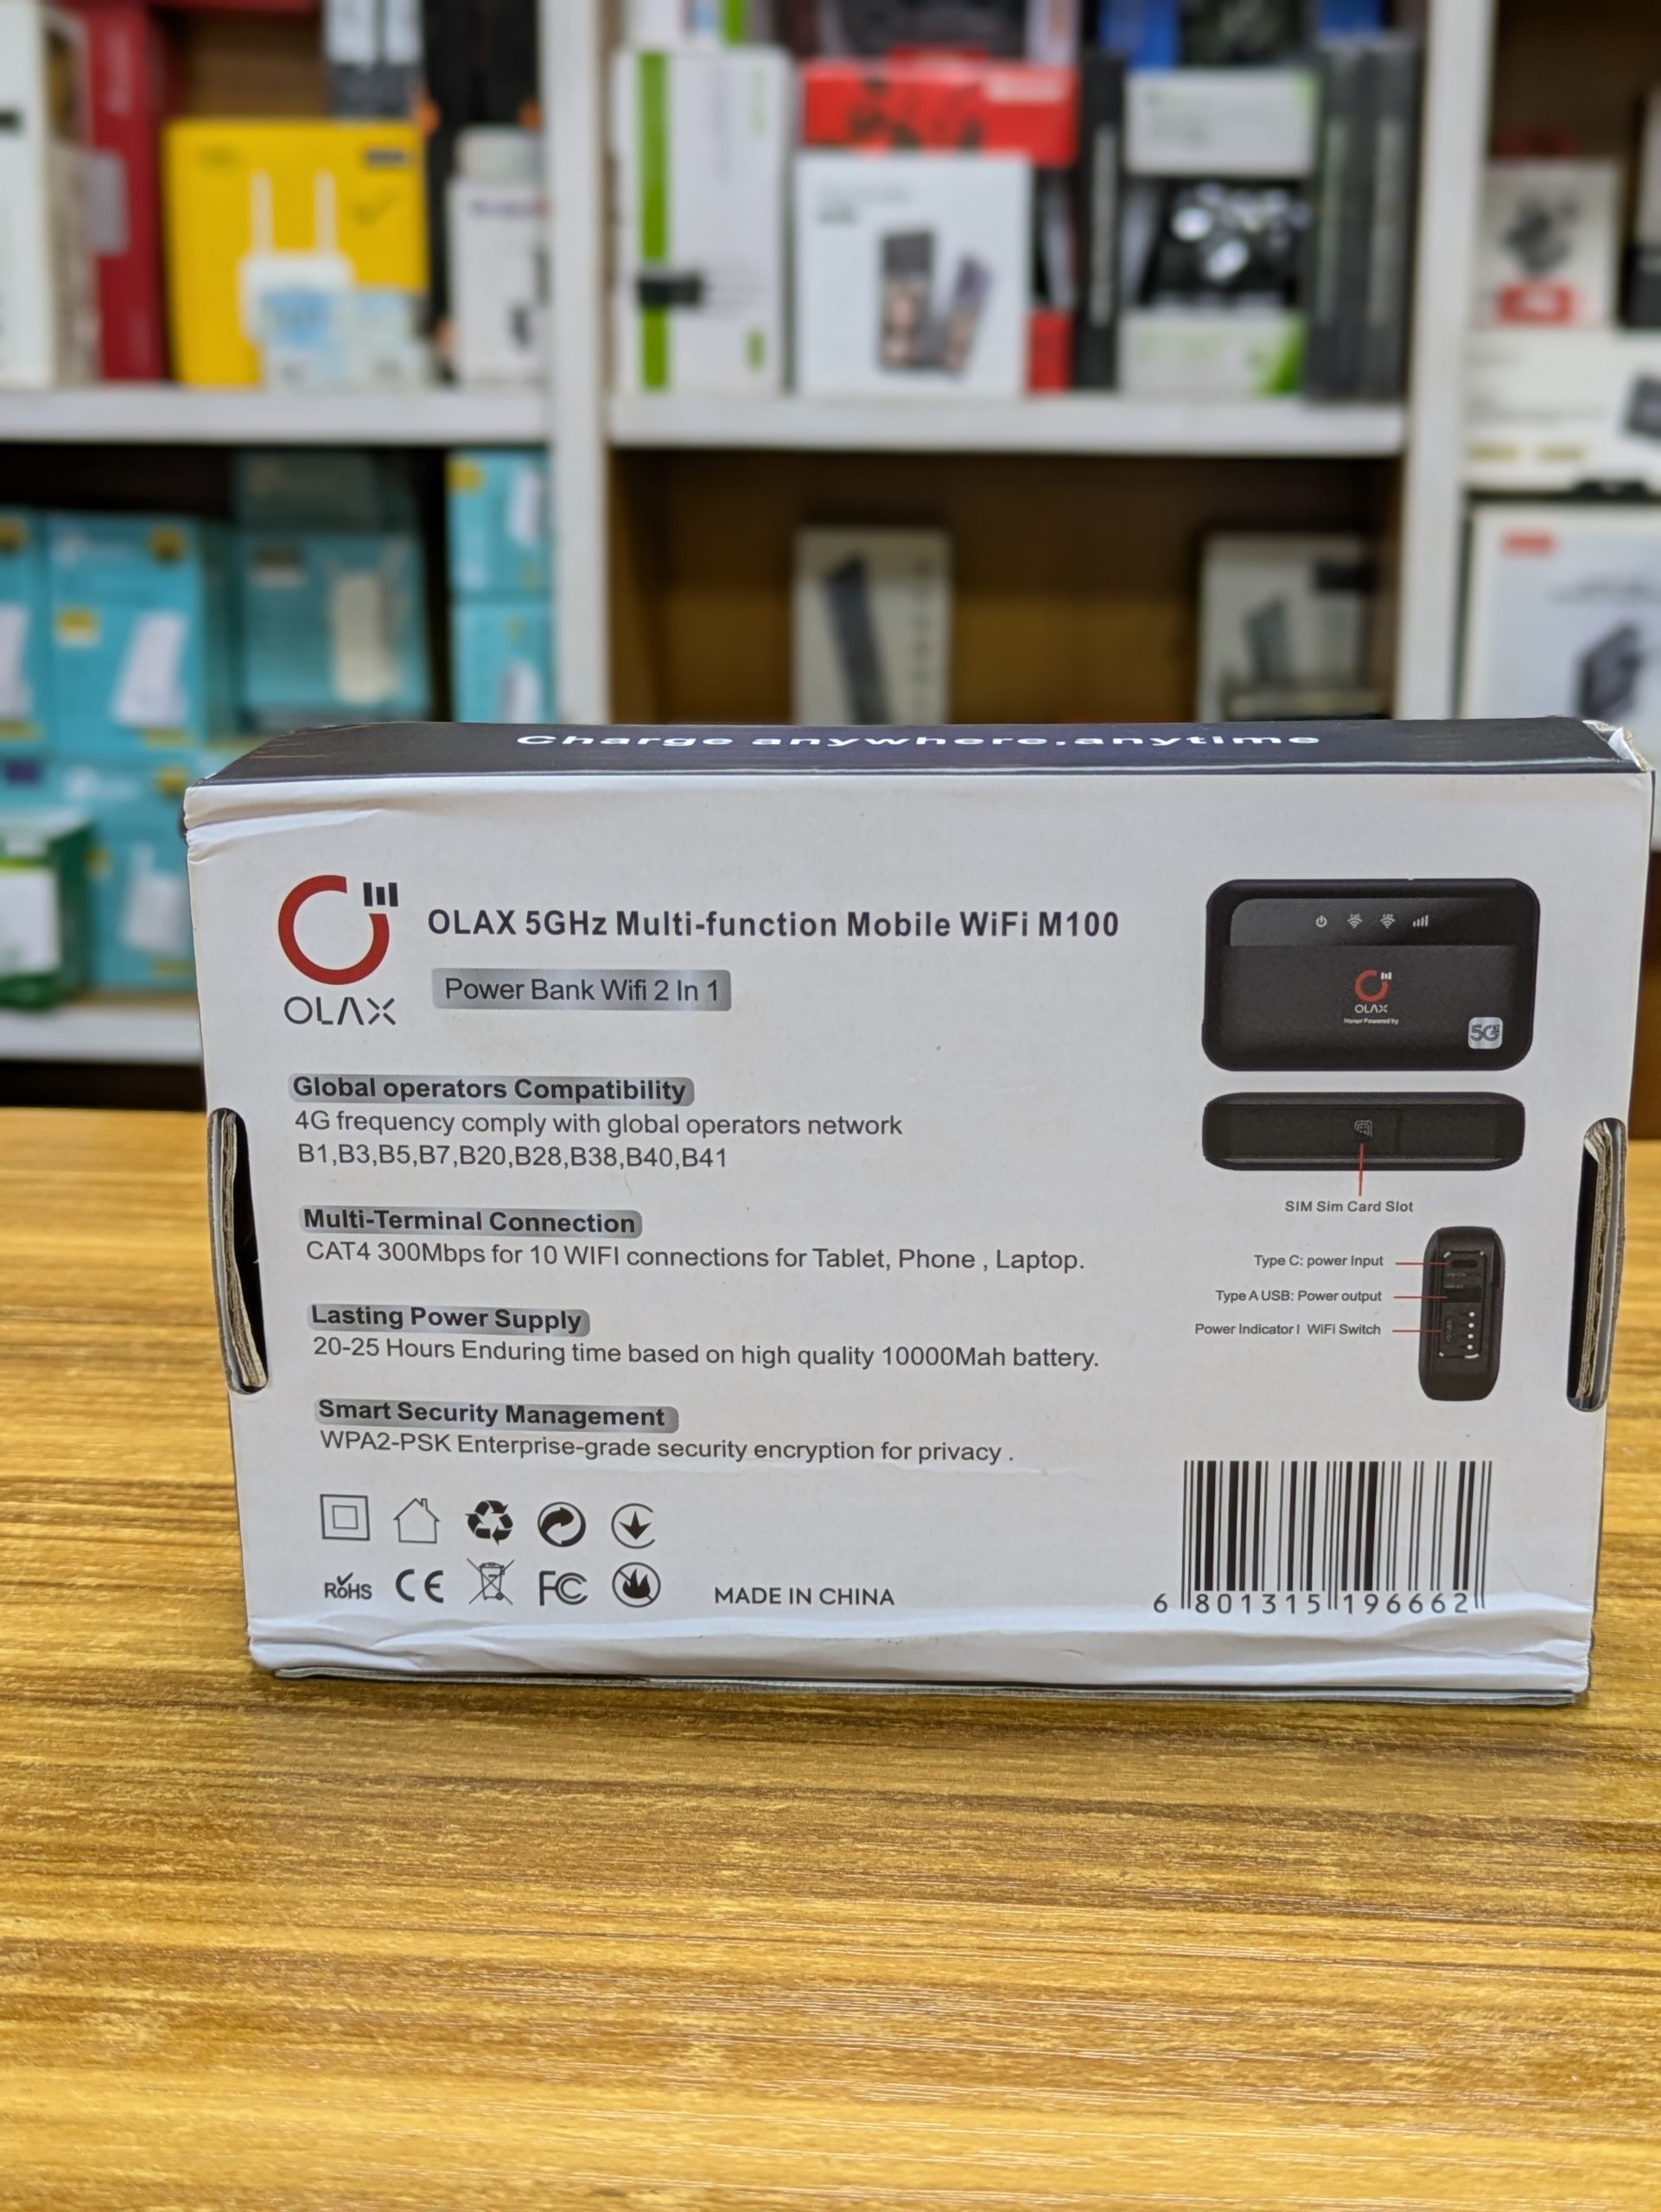 Charge anywhere,anytime
OLAX
OLAX 5GHz Multi-function Mobile WiFi M100
Power Bank Wifi 2 In 1
Global operators Compatibility
4G frequency comply with global operators network
B1,B3,B5,B7,B20,B28,B38,B40,B41
Multi-Terminal Connection
CAT4 300Mbps for 10 WIFI connections for Tablet, Phone , Laptop.
Lasting Power Supply
20-25 Hours Enduring time based on high quality 10000Mah battery.
Smart Security Management
WPA2-PSK Enterprise-grade security encryption for privacy .
RoHS CE FC
MADE IN CHINA
OLAX
Honor Powered by
5G
SIM Sim Card Slot
Type C: power Input
Type A USB: Power output
Power Indicator I WiFi Switch
6 801315 196662